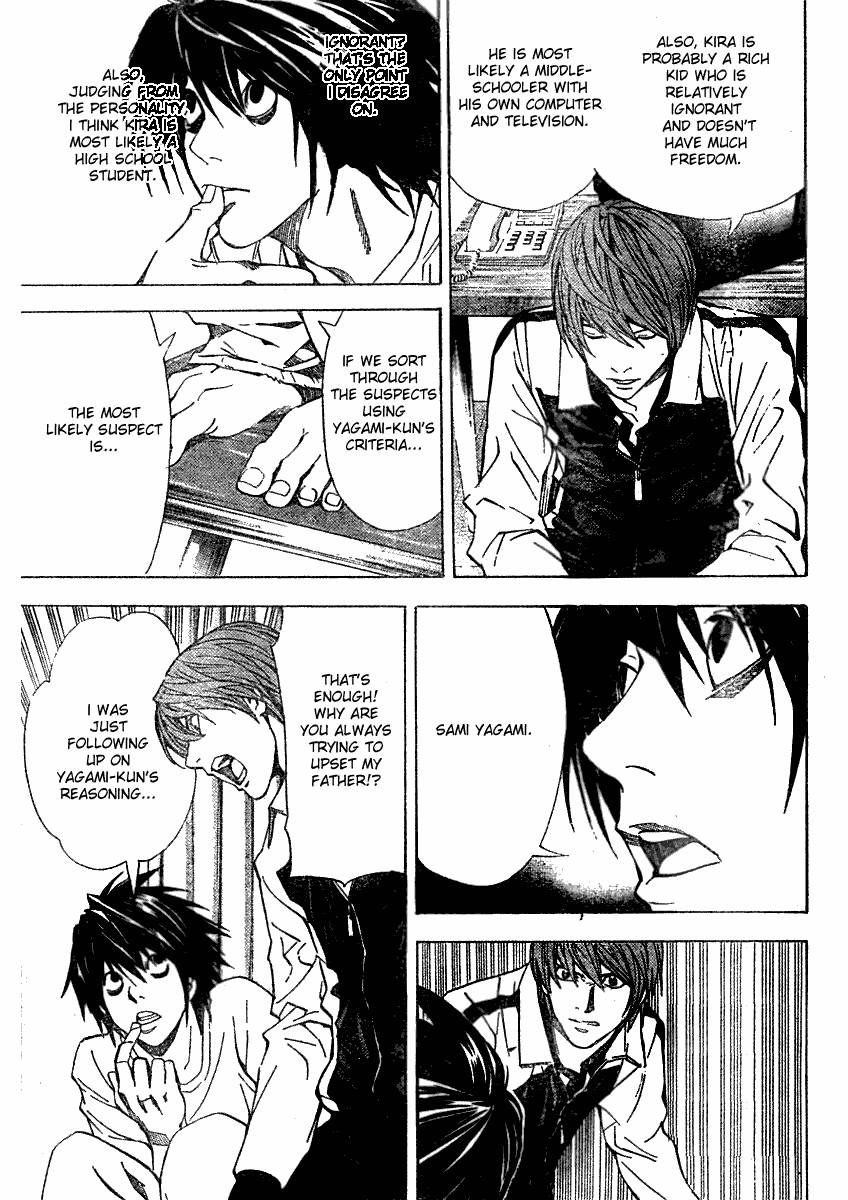 ALSO, KIRA IS
PROBABLY A RICH
KID WHO IS
RELATIVELY
IGNORANT
AND DOESN'T
HAVE MUCH
FREEDOM.
HE IS MOST
LIKELY A MIDDLE-
SCHOOLER WITH
HIS OWN COMPUTER
AND TELEVISION.
IGNORANT?
THAT'S THE
ONLY POINT
I DISAGREE
ON.
ALSO,
JUDGING FROM
THE PERSONALITY,
I THINK KIRA IS
MOST LIKELY A
HIGH SCHOOL
STUDENT.
IF WE SORT
THROUGH
THE SUSPECTS
USING
YAGAMI-KUN'S
CRITERIA...
THE MOST
LIKELY SUSPECT
IS...
SAMI YAGAMI.
THAT'S
ENOUGH!
WHY ARE
YOU ALWAYS
TRYING TO
UPSET MY
FATHER!?
I WAS
JUST
FOLLOWING
UP ON
YAGAMI-KUN'S
REASONING...